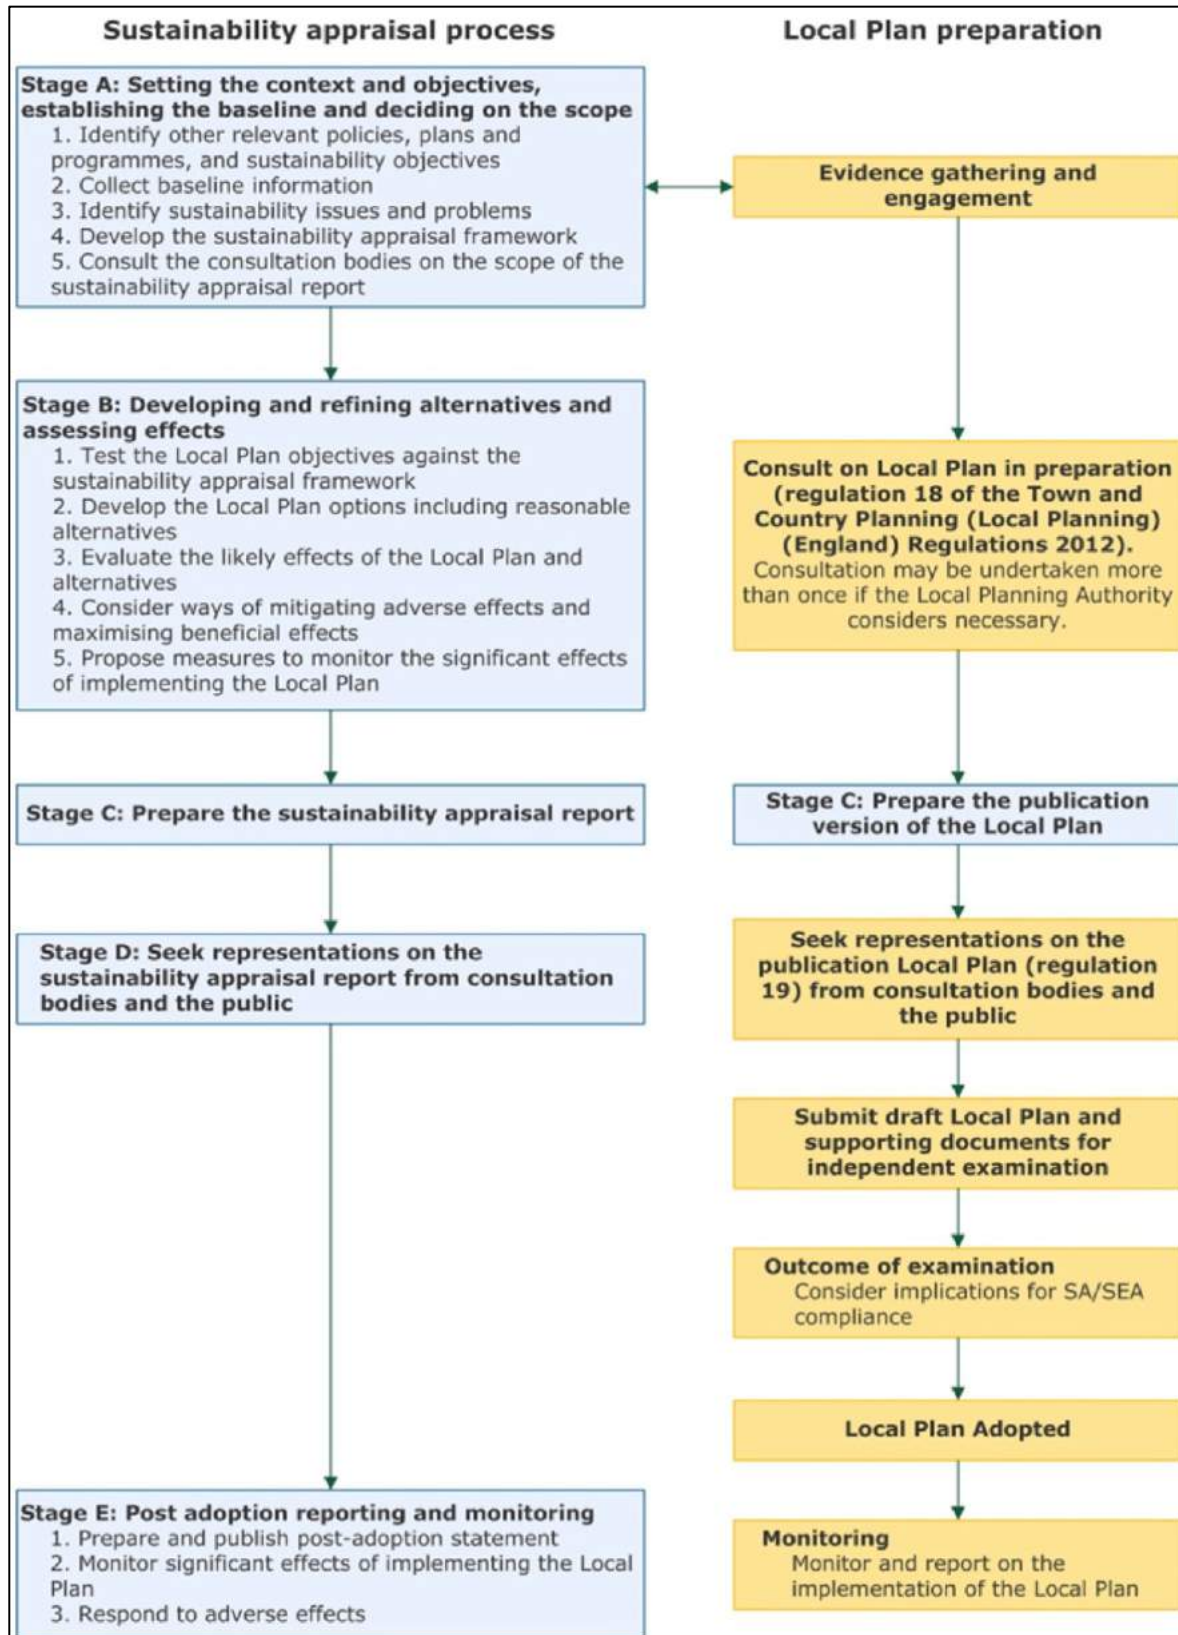 Sustainability appraisal process
Local Plan preparation
Stage A: Setting the context and objectives,
establishing the baseline and deciding on the scope
1. Identify other relevant policies, plans and
programmes, and sustainability objectives
2. Collect baseline information
3. Identify sustainability issues and problems
4. Develop the sustainability appraisal framework
5. Consult the consultation bodies on the scope of the
sustainability appraisal report
Evidence gathering and
engagement
Stage B: Developing and refining alternatives and
assessing effects
1. Test the Local Plan objectives against the
sustainability appraisal framework
2. Develop the Local Plan options including reasonable
alternatives
3. Evaluate the likely effects of the Local Plan and
alternatives
4. Consider ways of mitigating adverse effects and
maximising beneficial effects
5. Propose measures to monitor the significant effects
of implementing the Local Plan
Consult on Local Plan in preparation
(regulation 18 of the Town and
Country Planning (Local Planning)
(England) Regulations 2012).
Consultation may be undertaken more
than once if the Local Planning Authority
considers necessary.
Stage C: Prepare the sustainability appraisal report
Stage C: Prepare the publication
version of the Local Plan
Stage D: Seek representations on the
sustainability appraisal report from consultation
bodies and the public
Seek representations on the
publication Local Plan (regulation
19) from consultation bodies and
the public
Submit draft Local Plan and
supporting documents for
independent examination
Outcome of examination
Consider implications for SA/SEA
compliance
Local Plan Adopted
Stage E: Post adoption reporting and monitoring
1. Prepare and publish post-adoption statement
2. Monitor significant effects of implementing the Local
Plan
3. Respond to adverse effects
Monitoring
Monitor and report on the
implementation of the Local Plan